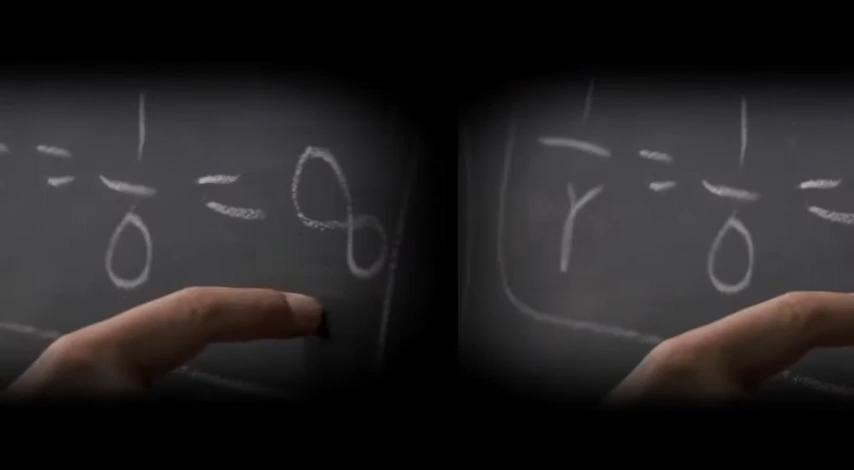 = 1/0 = ∞
1/r = 1/0 =